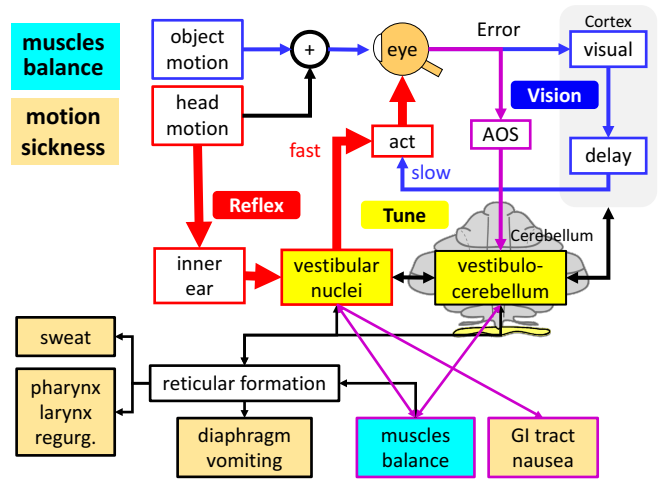 muscles
balance
motion
sickness
object
motion
+
eye
Error
Cortex
visual
head
motion
Vision
fast
act
AOS
delay
slow
Reflex
Tune
Cerebellum
inner
ear
vestibular
nuclei
vestibulo-
cerebellum
sweat
pharynx
larynx
regurg.
reticular formation
diaphragm
vomiting
muscles
balance
GI tract
nausea